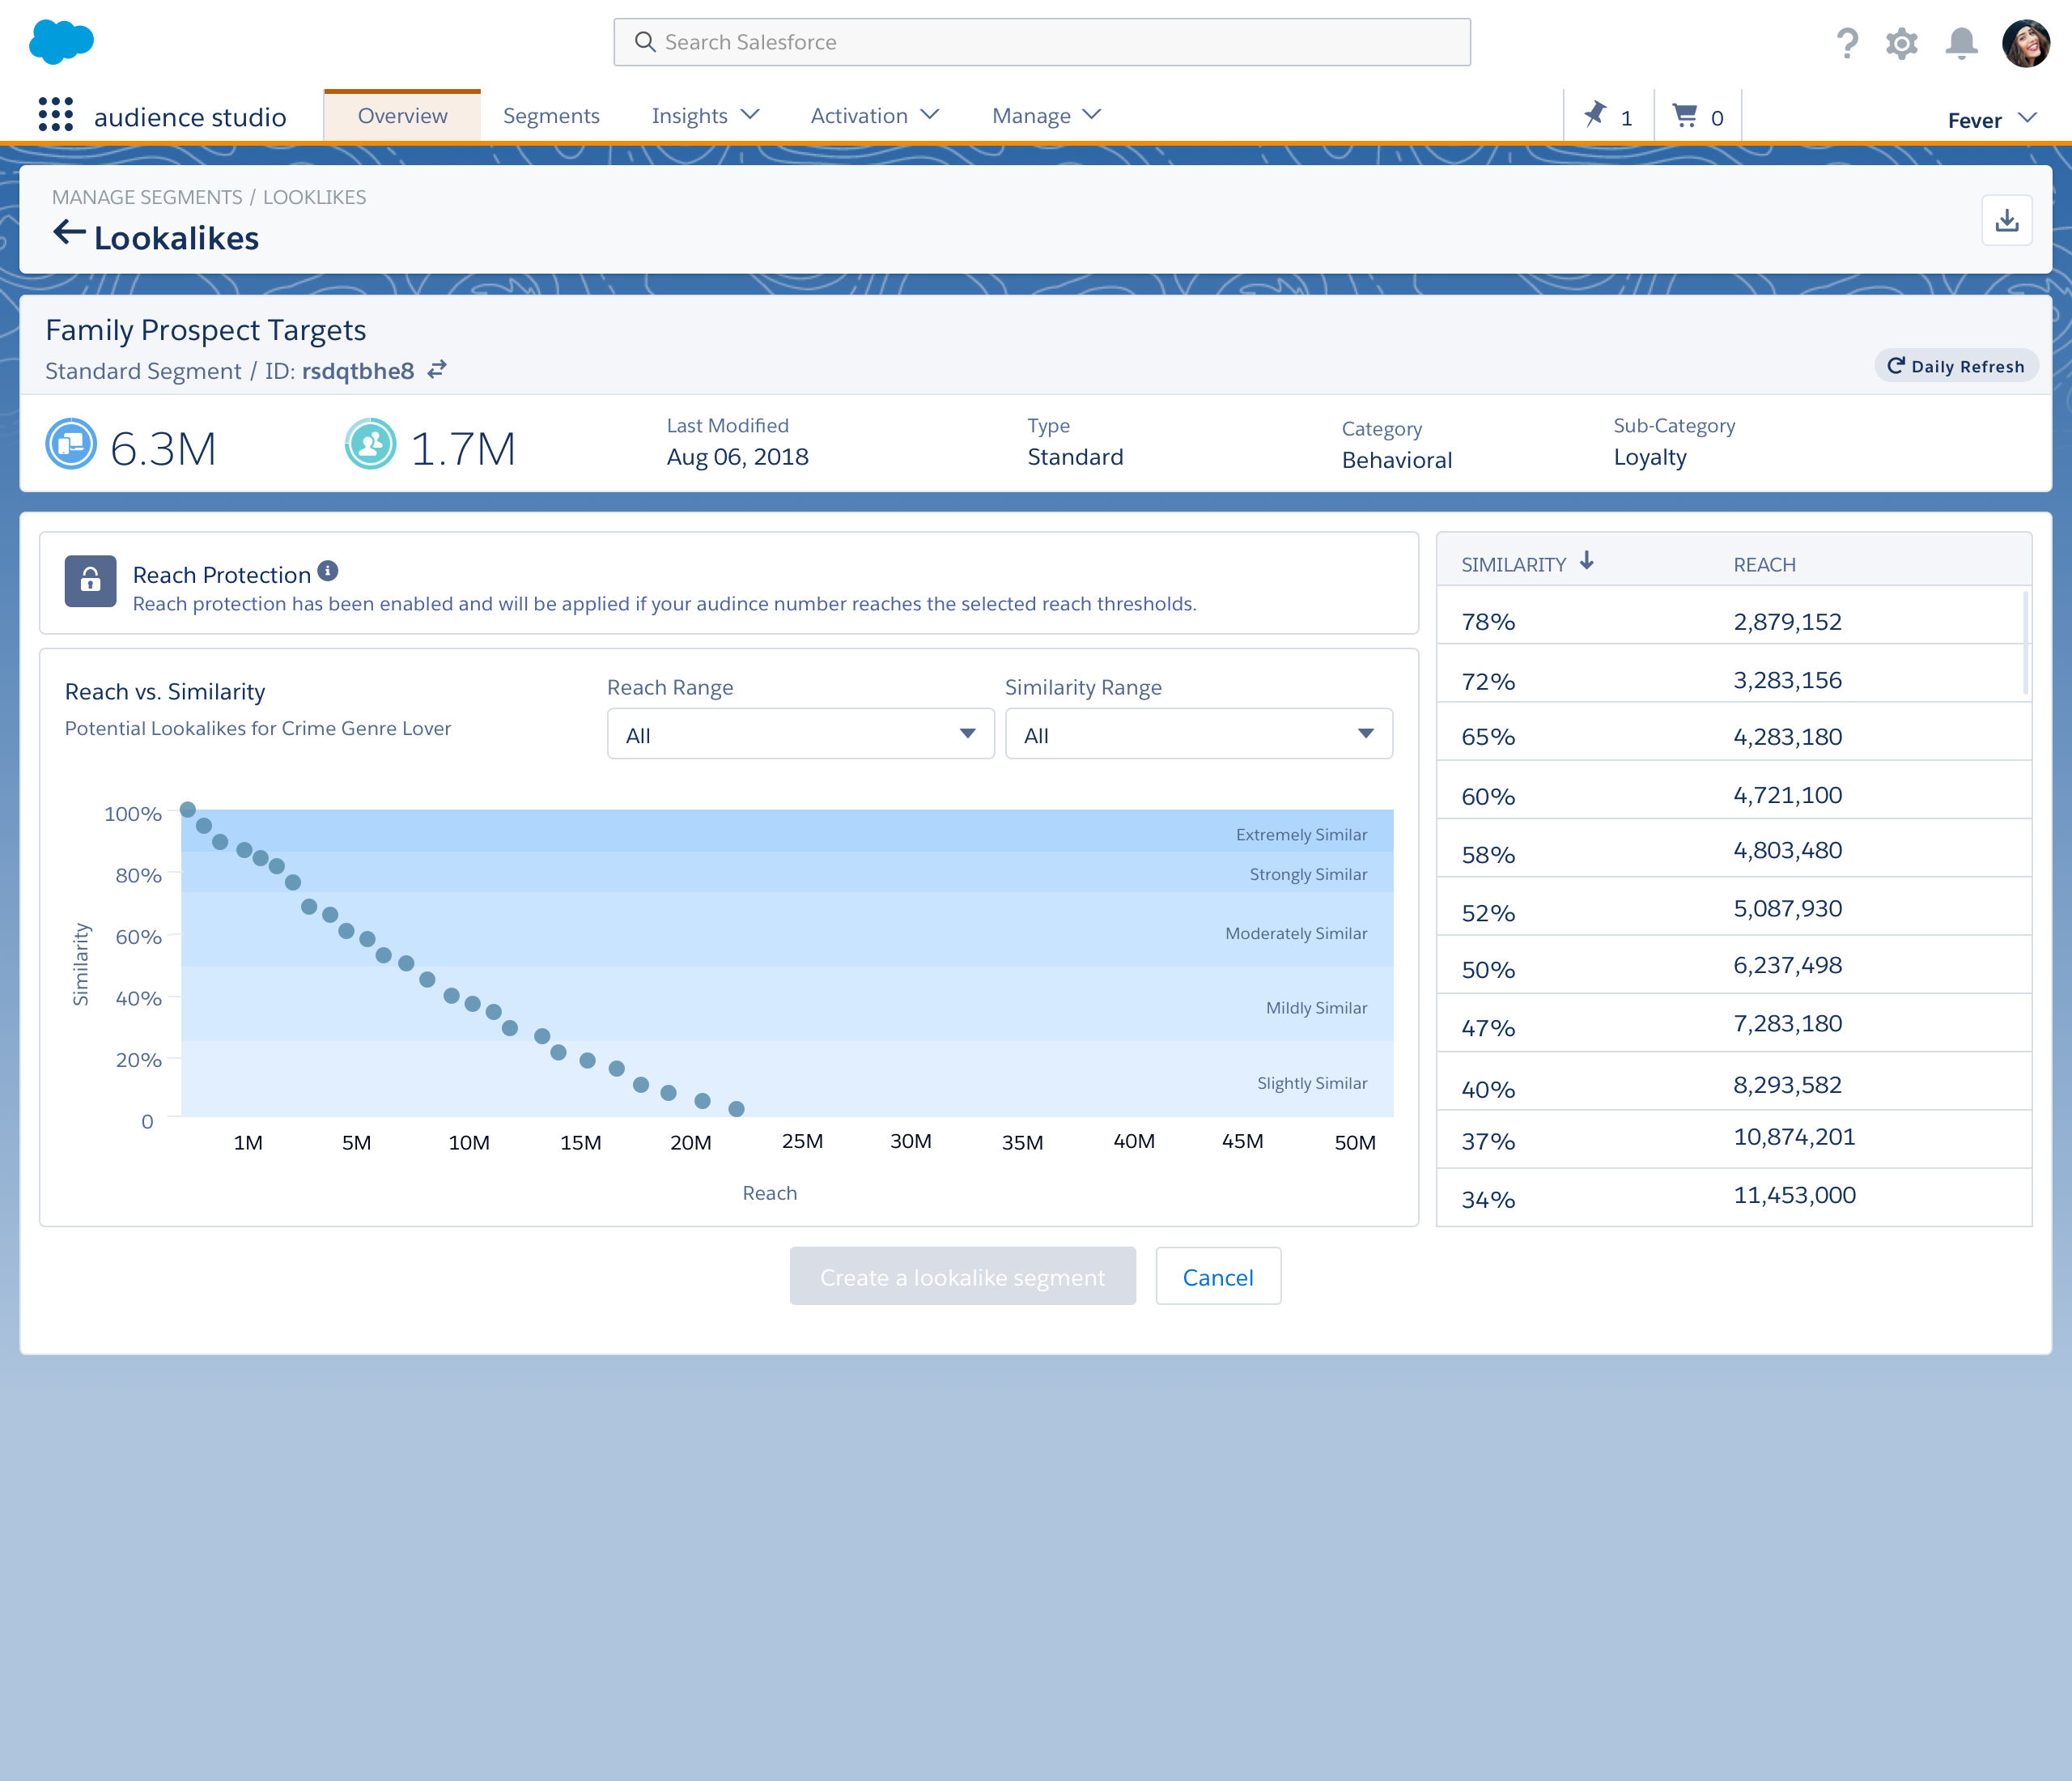 Search Salesforce
audience studio
Overview
Segments
Insights
Activation
Manage
1
0
Fever
MANAGE SEGMENTS / LOOKLIKES
Lookalikes
Family Prospect Targets
Standard Segment / ID: rsdqtbhe8
Daily Refresh
6.3M
1.7M
Last Modified
Aug 06, 2018
Type
Standard
Category
Behavioral
Sub-Category
Loyalty
Reach Protection
Reach protection has been enabled and will be applied if your audince number reaches the selected reach thresholds.
Reach vs. Similarity
Potential Lookalikes for Crime Genre Lover
Reach Range
All
Similarity Range
All
Similarity
100%
80%
60%
40%
20%
0
Extremely Similar
Strongly Similar
Moderately Similar
Mildly Similar
Slightly Similar
1M 5M 10M 15M 20M 25M 30M 35M 40M 45M 50M
Reach
SIMILARITY REACH
78% 2,879,152
72% 3,283,156
65% 4,283,180
60% 4,721,100
58% 4,803,480
52% 5,087,930
50% 6,237,498
47% 7,283,180
40% 8,293,582
37% 10,874,201
34% 11,453,000
Create a lookalike segment
Cancel